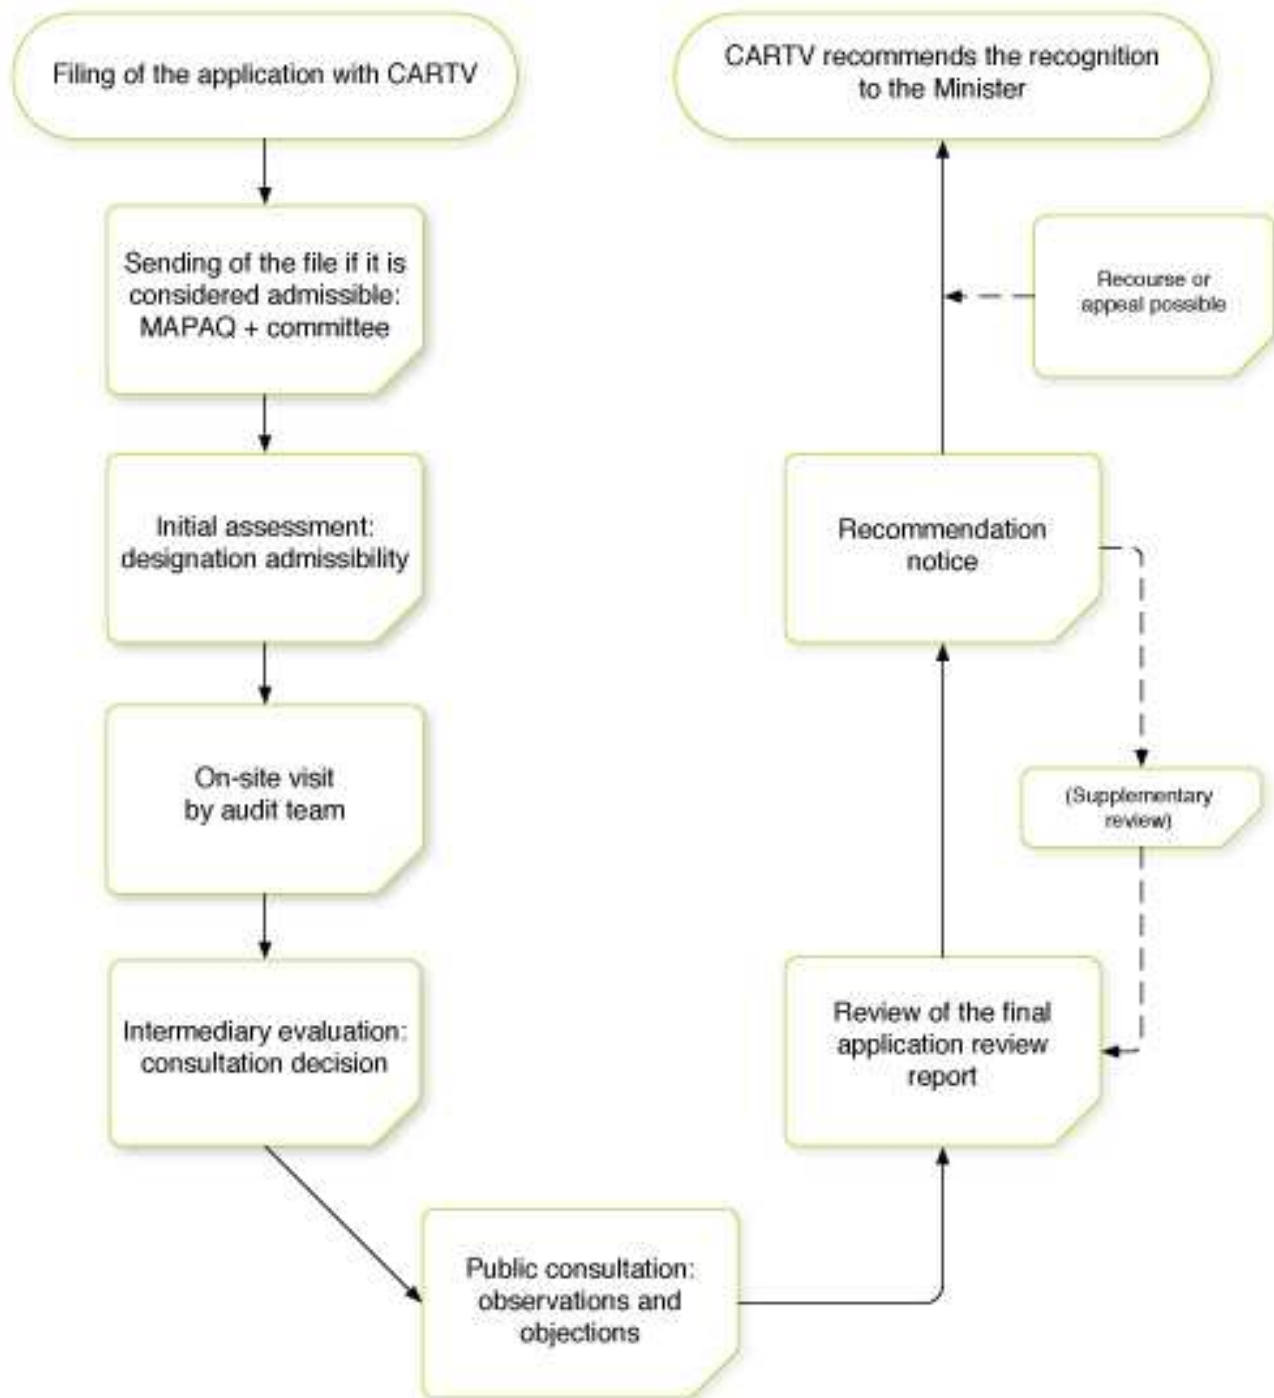 Filing of the application with CARTV
Sending of the file if it is
considered admissible:
MAPAQ + committee
Initial assessment:
designation admissibility
On-site visit
by audit team
Intermediary evaluation:
consultation decision
Public consultation:
observations and
objections
Review of the final
application review
report
(Supplementary
review)
Recommendation
notice
Recourse or
appeal possible
CARTV recommends the recognition
to the Minister